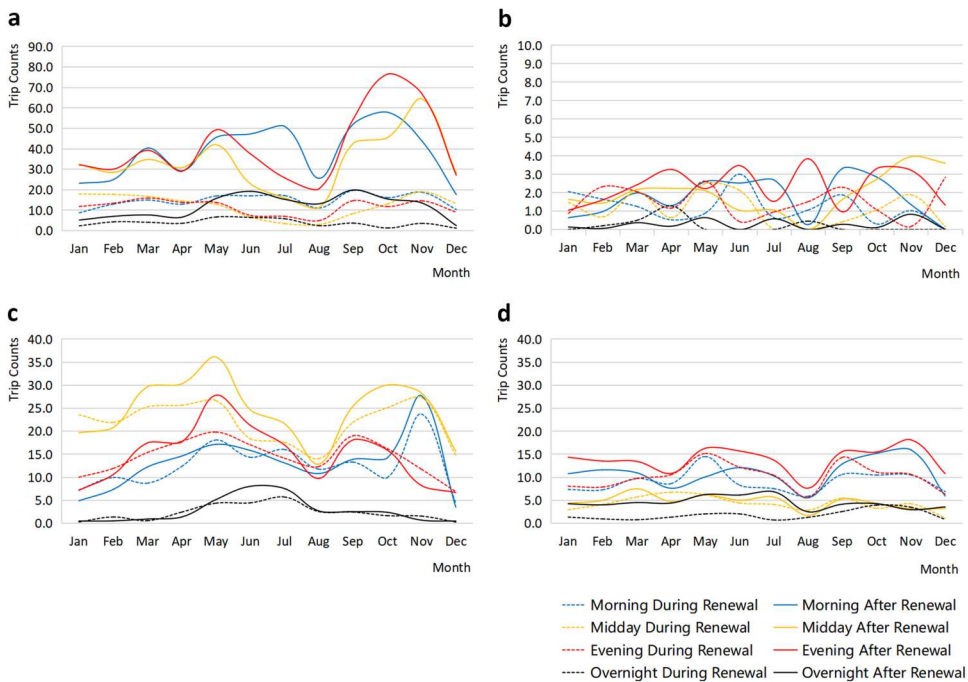 a
Trip Counts
90.0
80.0
70.0
60.0
50.0
40.0
30.0
20.0
10.0
0.0
Jan Feb Mar Apr May Jun Jul Aug Sep Oct Nov Dec
Month
b
Trip Counts
10.0
9.0
8.0
7.0
6.0
5.0
4.0
3.0
2.0
1.0
0.0
Jan Feb Mar Apr May Jun Jul Aug Sep Oct Nov Dec
Month
c
Trip Counts
40.0
35.0
30.0
25.0
20.0
15.0
10.0
5.0
0.0
Jan Feb Mar Apr May Jun Jul Aug Sep Oct Nov Dec
Month
d
Trip Counts
40.0
35.0
30.0
25.0
20.0
15.0
10.0
5.0
0.0
Jan Feb Mar Apr May Jun Jul Aug Sep Oct Nov Dec
Month
Morning During Renewal Morning After Renewal
Midday During Renewal Midday After Renewal
Evening During Renewal Evening After Renewal
Overnight During Renewal Overnight After Renewal